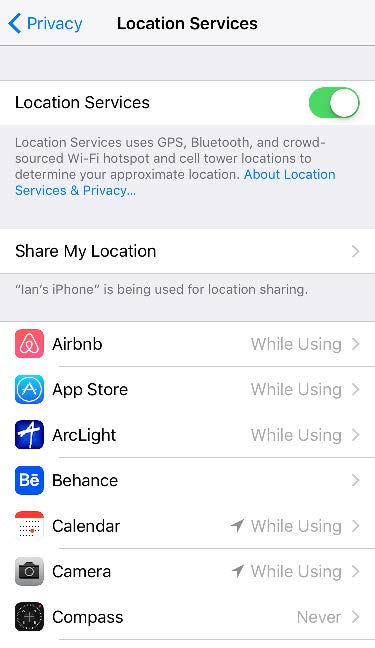 Privacy Location Services
Location Services
Location Services uses GPS, Bluetooth, and crowd-
sourced Wi-Fi hotspot and cell tower locations to
determine your approximate location. About Location
Services & Privacy...
Share My Location
“Ian’s iPhone” is being used for location sharing.
Airbnb While Using
App Store While Using
ArcLight While Using
Bē Behance
Calendar While Using
Camera While Using
Compass Never